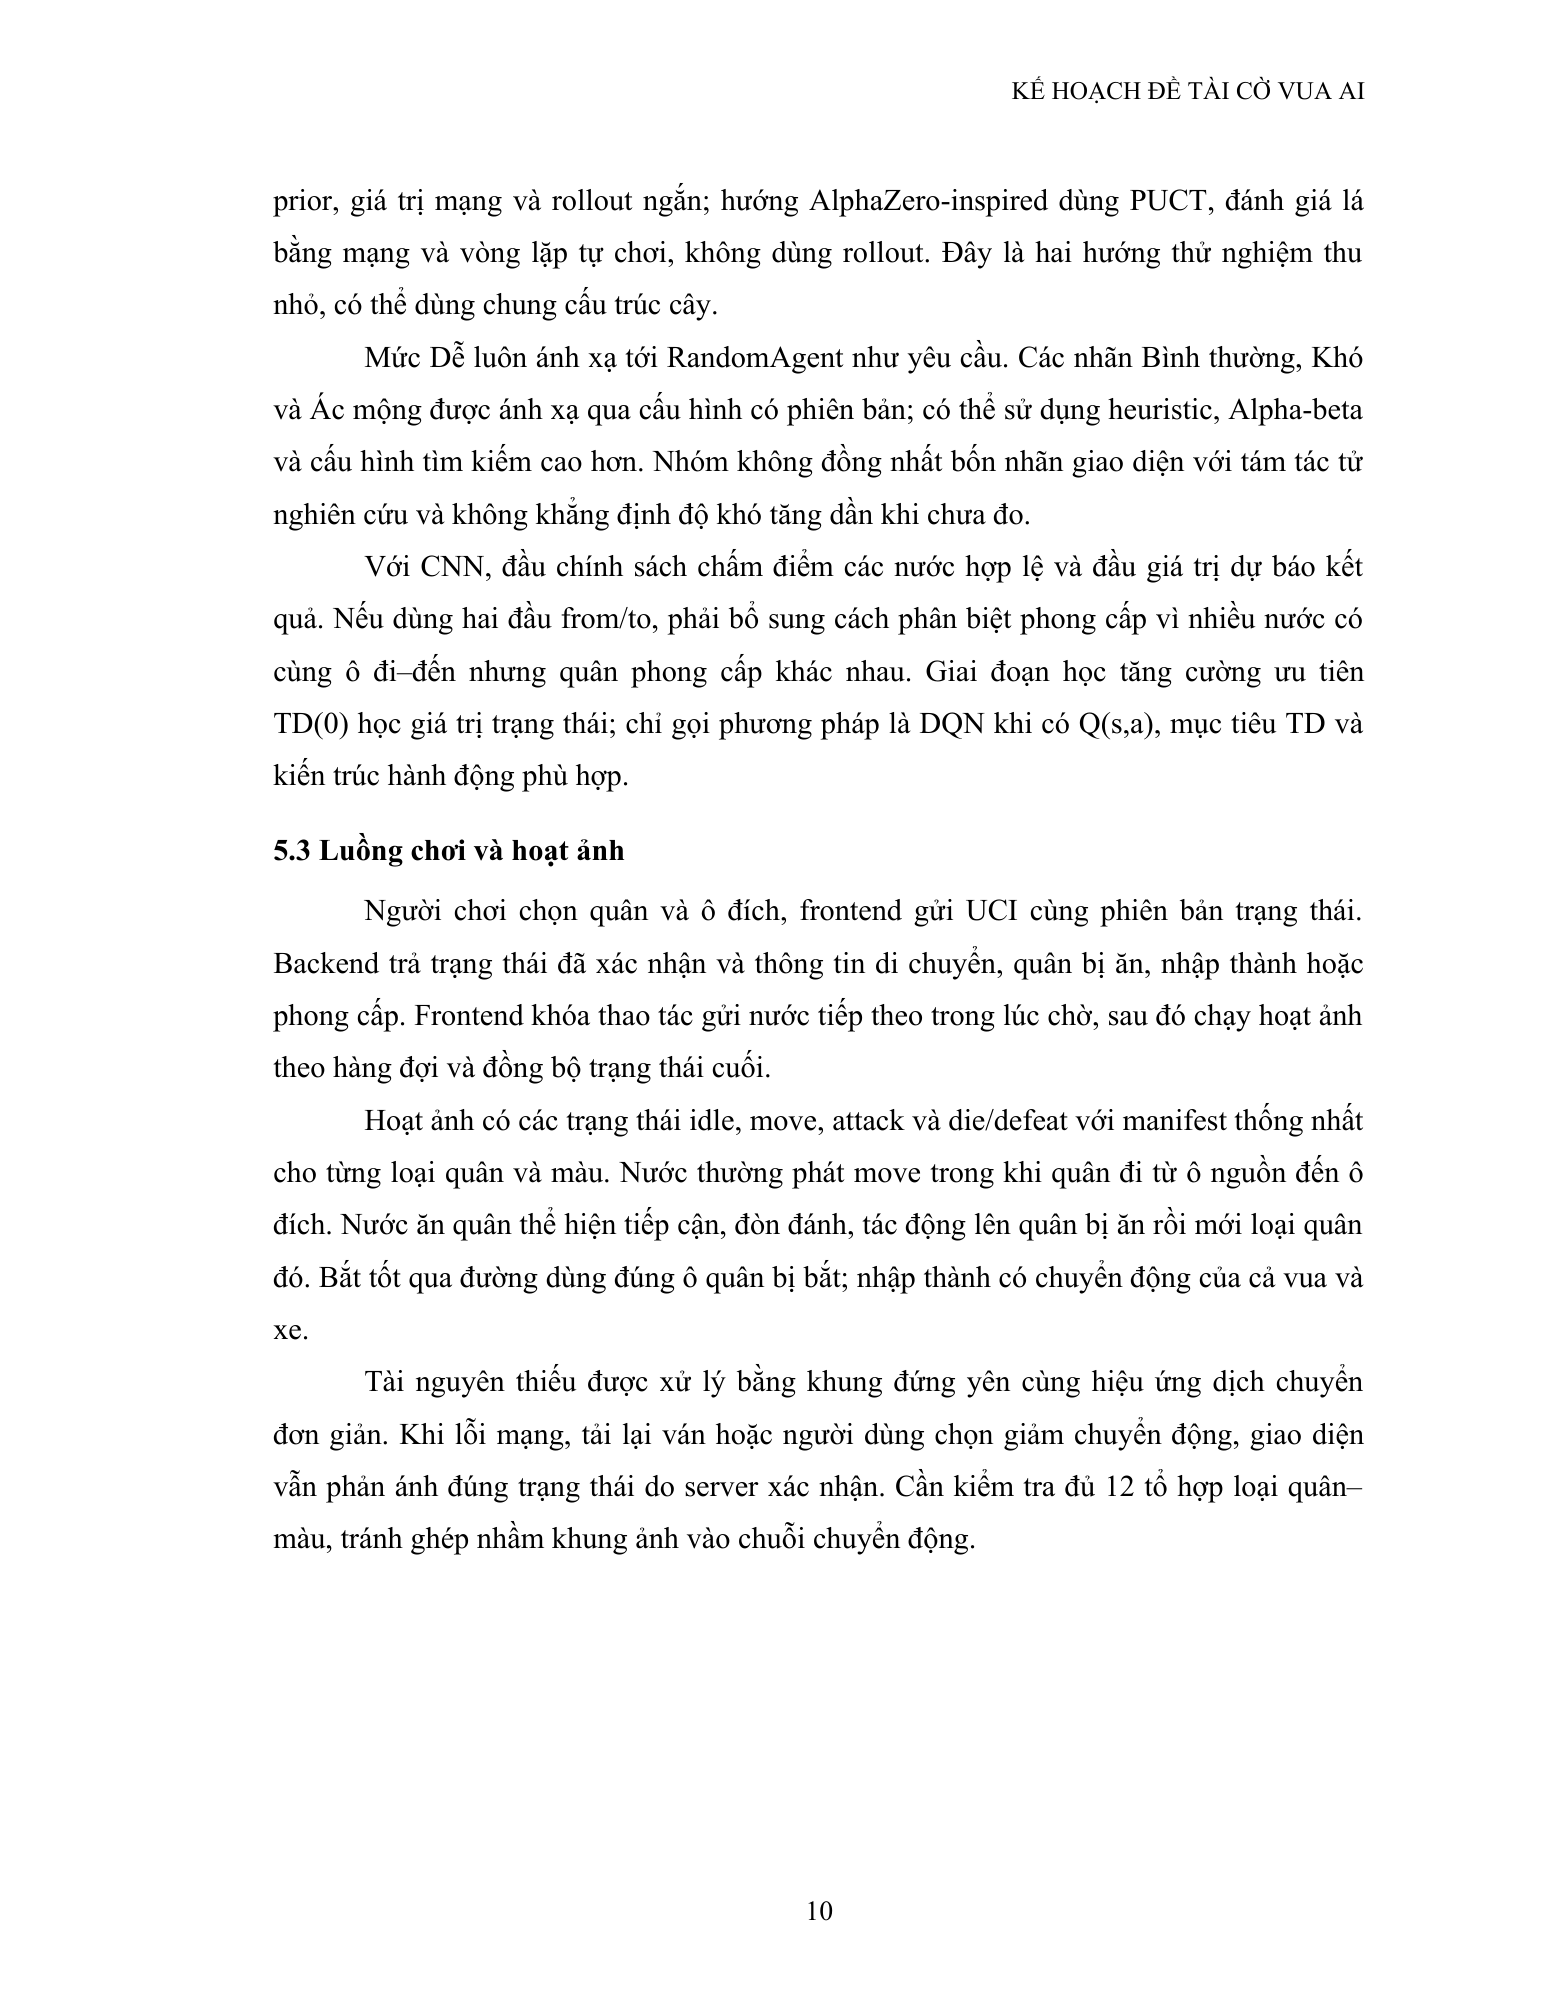 KẾ HOẠCH ĐỀ TÀI CỜ VUA AI
prior, giá trị mạng và rollout ngắn; hướng AlphaZero-inspired dùng PUCT, đánh giá lá
bằng mạng và vòng lặp tự chơi, không dùng rollout. Đây là hai hướng thử nghiệm thu
nhỏ, có thể dùng chung cấu trúc cây.
Mức Dễ luôn ánh xạ tới RandomAgent như yêu cầu. Các nhãn Bình thường, Khó
và Ác mộng được ánh xạ qua cấu hình có phiên bản; có thể sử dụng heuristic, Alpha-beta
và cấu hình tìm kiếm cao hơn. Nhóm không đồng nhất bốn nhãn giao diện với tám tác tử
nghiên cứu và không khẳng định độ khó tăng dần khi chưa đo.
Với CNN, đầu chính sách chấm điểm các nước hợp lệ và đầu giá trị dự báo kết
quả. Nếu dùng hai đầu from/to, phải bổ sung cách phân biệt phong cấp vì nhiều nước có
cùng ô đi–đến nhưng quân phong cấp khác nhau. Giai đoạn học tăng cường ưu tiên
TD(0) học giá trị trạng thái; chỉ gọi phương pháp là DQN khi có Q(s,a), mục tiêu TD và
kiến trúc hành động phù hợp.
5.3 Luồng chơi và hoạt ảnh
Người chơi chọn quân và ô đích, frontend gửi UCI cùng phiên bản trạng thái.
Backend trả trạng thái đã xác nhận và thông tin di chuyển, quân bị ăn, nhập thành hoặc
phong cấp. Frontend khóa thao tác gửi nước tiếp theo trong lúc chờ, sau đó chạy hoạt ảnh
theo hàng đợi và đồng bộ trạng thái cuối.
Hoạt ảnh có các trạng thái idle, move, attack và die/defeat với manifest thống nhất
cho từng loại quân và màu. Nước thường phát move trong khi quân đi từ ô nguồn đến ô
đích. Nước ăn quân thể hiện tiếp cận, đòn đánh, tác động lên quân bị ăn rồi mới loại quân
đó. Bắt tốt qua đường dùng đúng ô quân bị bắt; nhập thành có chuyển động của cả vua và
xe.
Tài nguyên thiếu được xử lý bằng khung đứng yên cùng hiệu ứng dịch chuyển
đơn giản. Khi lỗi mạng, tải lại ván hoặc người dùng chọn giảm chuyển động, giao diện
vẫn phản ánh đúng trạng thái do server xác nhận. Cần kiểm tra đủ 12 tổ hợp loại quân–
màu, tránh ghép nhầm khung ảnh vào chuỗi chuyển động.
10